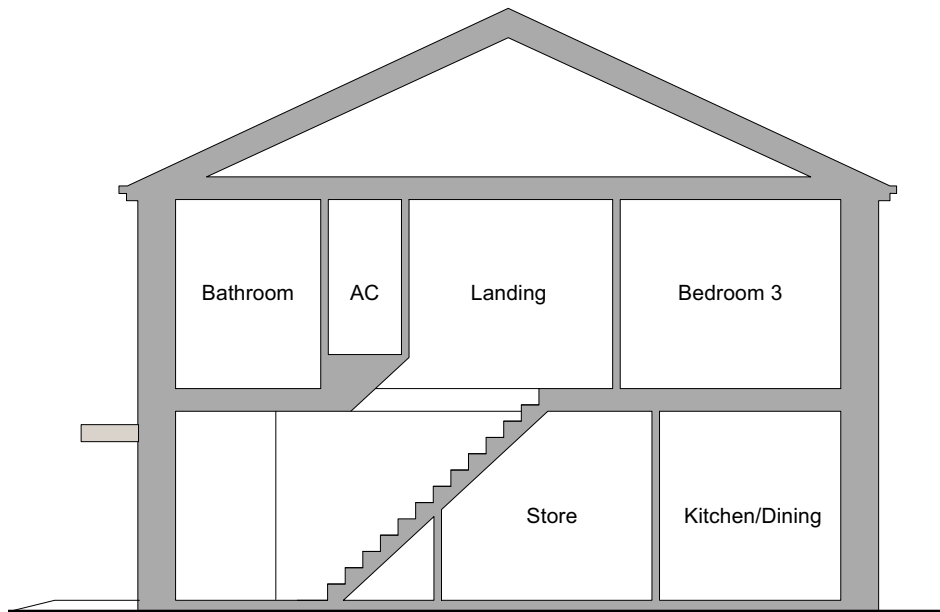 Bathroom
AC
Landing
Bedroom 3
Store
Kitchen/Dining